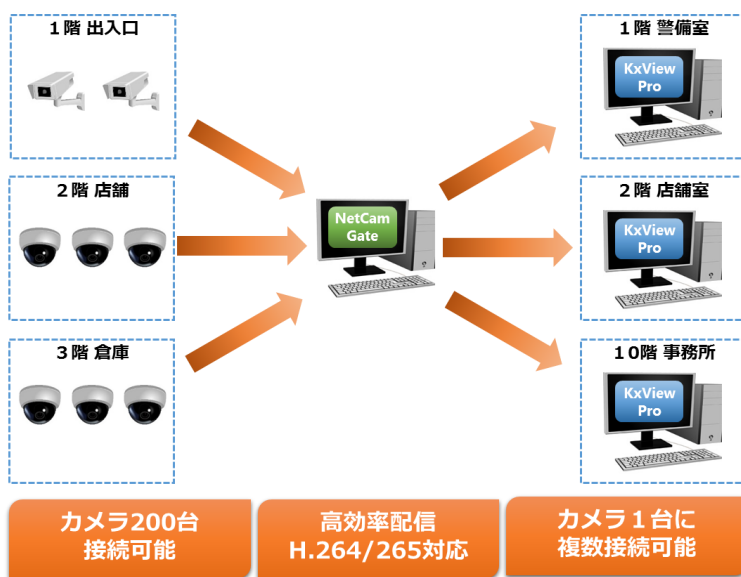 1階 出入口
2階 店舗
3階 倉庫
NetCam
Gate
1階 警備室
KxView
Pro
2階 店舗室
KxView
Pro
10階 事務所
KxView
Pro
カメラ200台
接続可能
高効率配信
H.264/265対応
カメラ1台に
複数接続可能